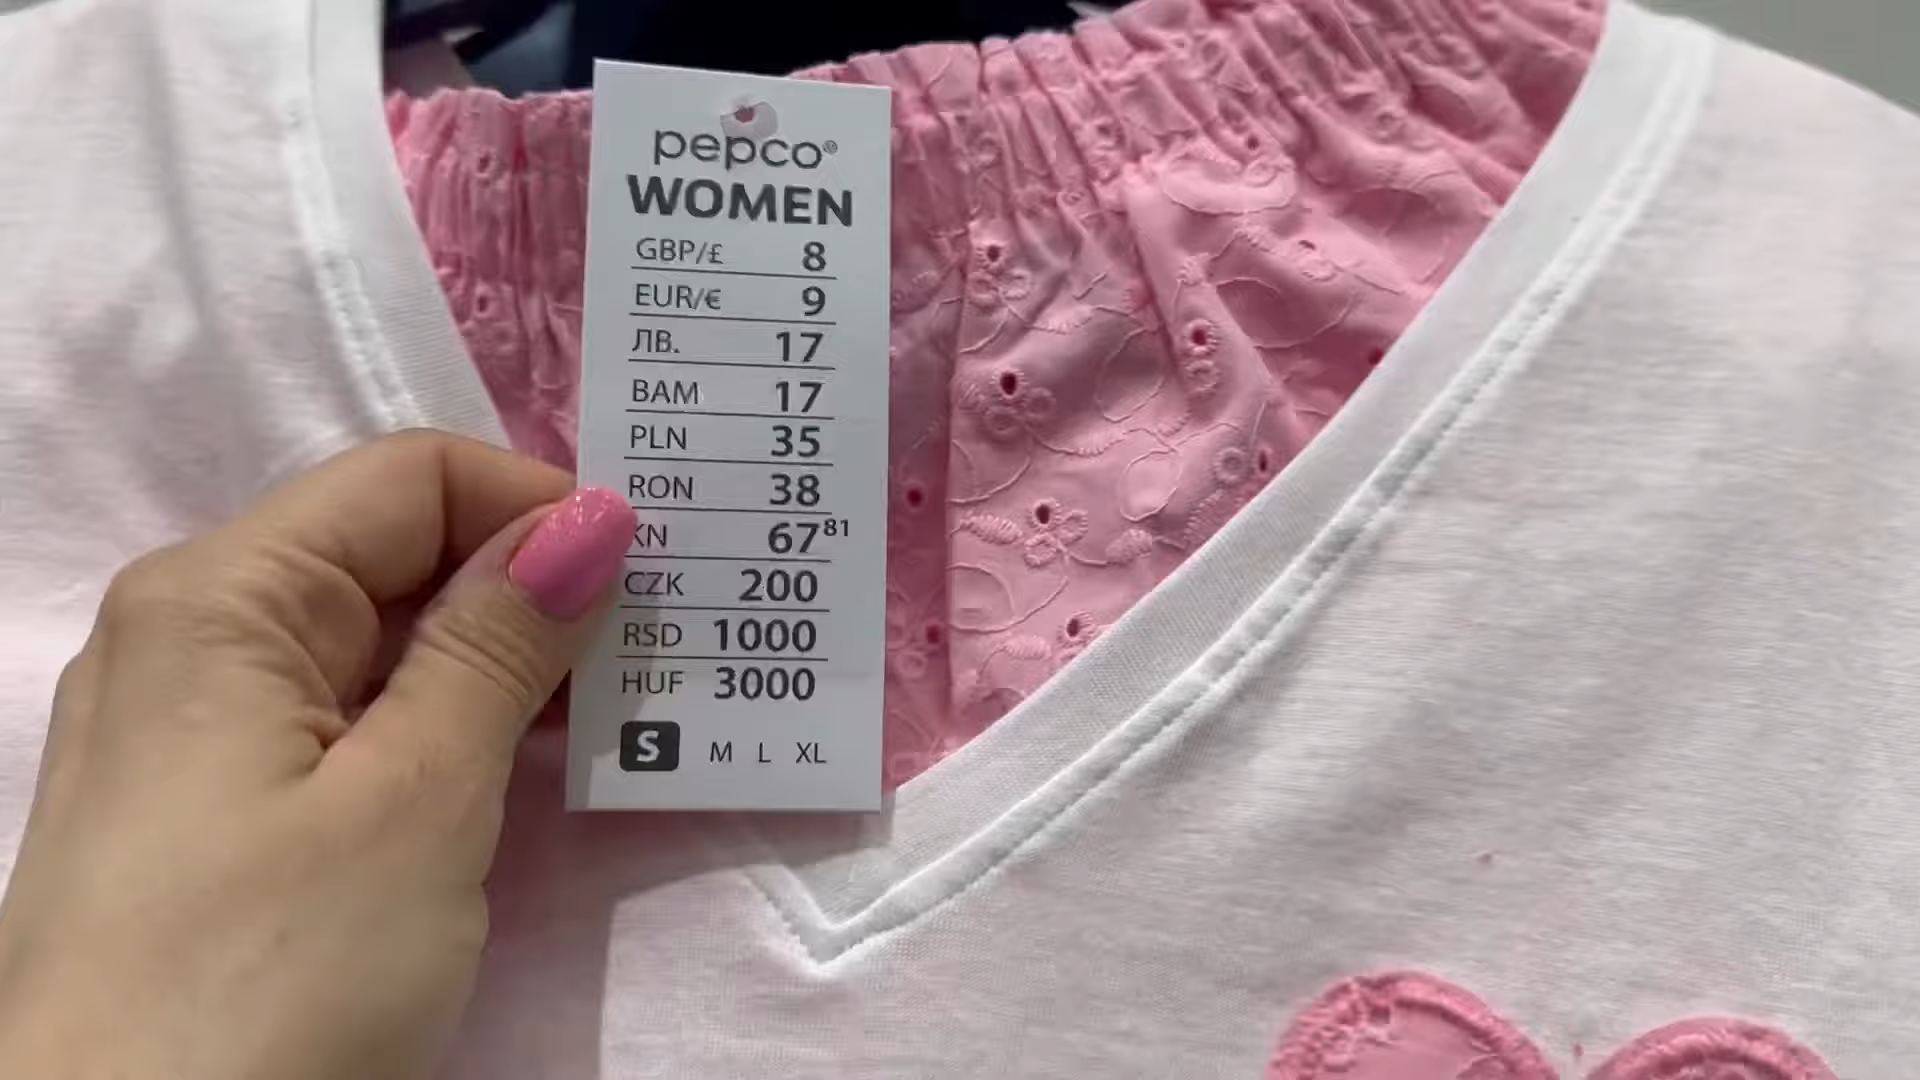 pepco®
WOMEN
GBP/£ 8
EUR/€ 9
ЛВ. 17
BAM 17
PLN 35
RON 38
KN 67⁸¹
CZK 200
RSD 1000
HUF 3000
S M L XL